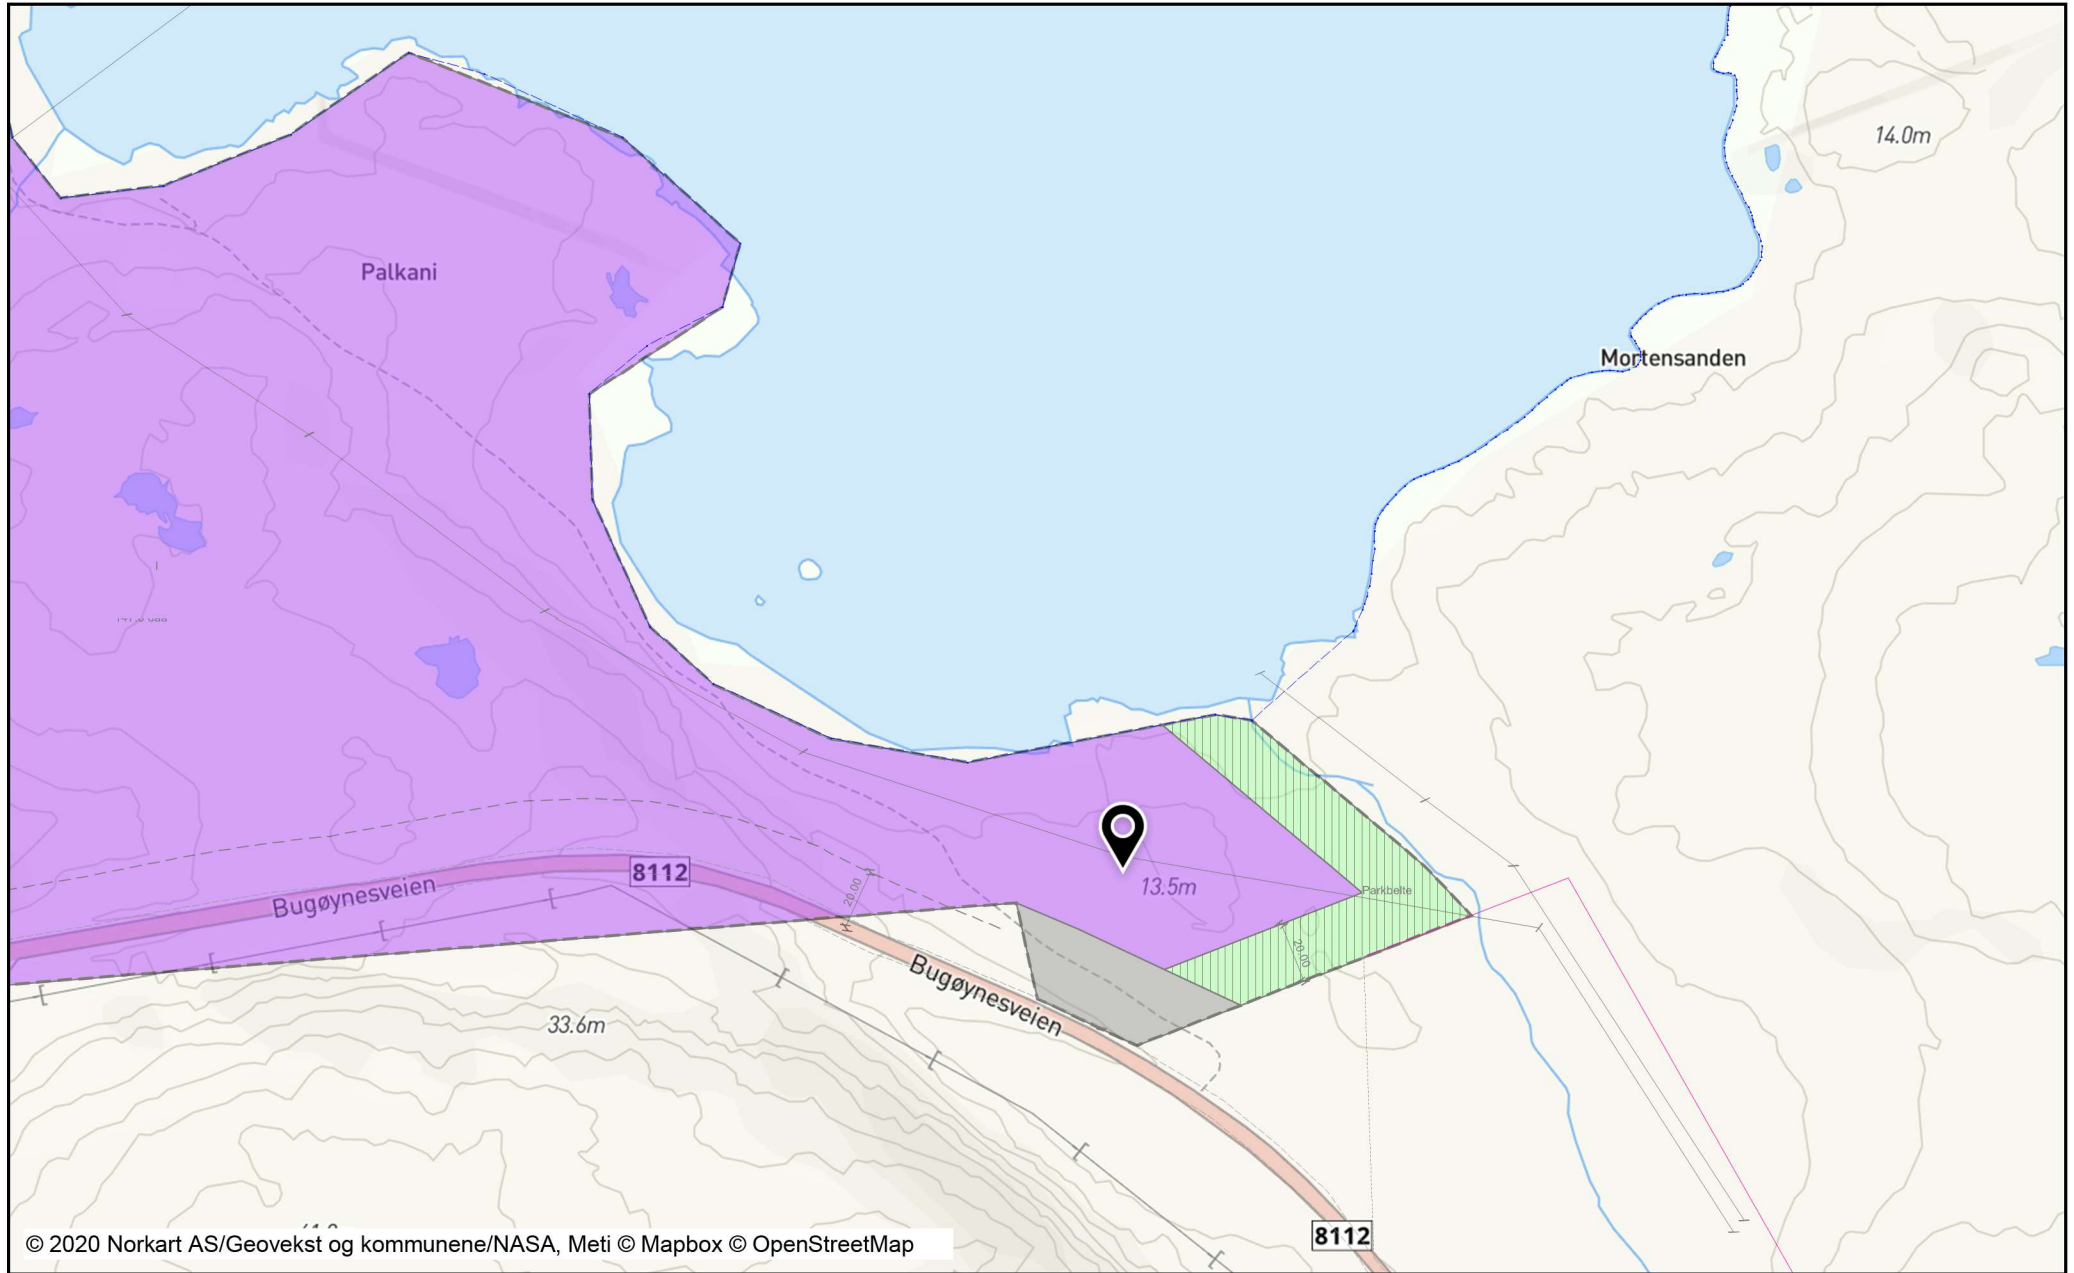 14.0m
Palkani
Mortensanden
8112
Bugøynesveien
20.00
13.5m
Parkbelte
20.00
Bugøynesveien
33.6m
8112
© 2020 Norkart AS/Geovekst og kommunene/NASA, Meti © Mapbox © OpenStreetMap